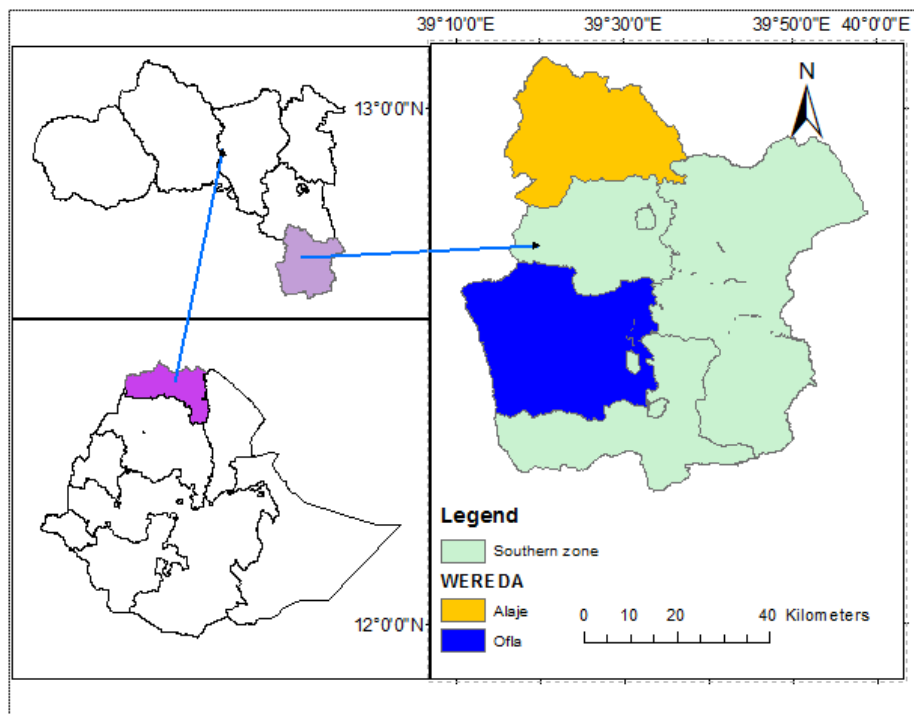 39°10'0"E 39°30'0"E 39°50'0"E 40°0'0"E
13°0'0"N
N
12°0'0"N
Legend
Southern zone
WEREDA
Alaje
Ofla
0 10 20 40 Kilometers